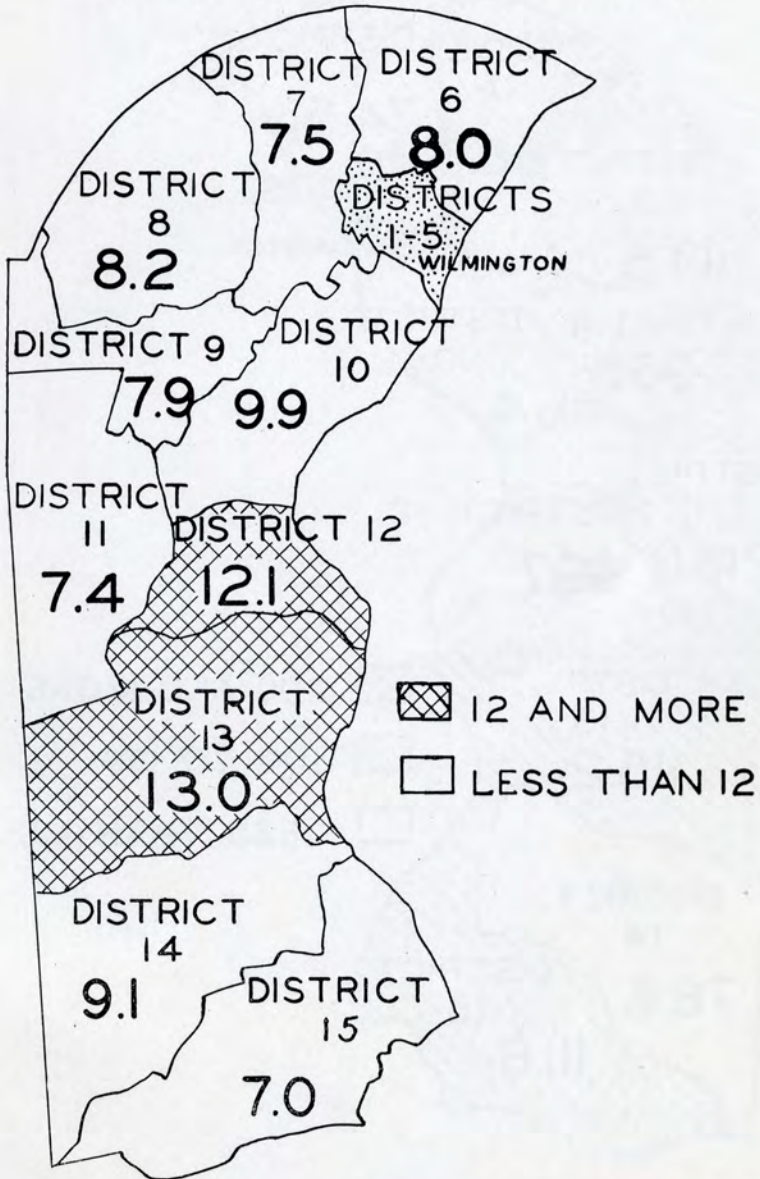 DISTRICT
7
7.5
DISTRICT
6
8.0
DISTRICT
8
8.2
DISTRICTS
1-5
WILMINGTON
DISTRICT 9
7.9
DISTRICT
10
9.9
DISTRICT
11
7.4
DISTRICT 12
12.1
DISTRICT
13
13.0
12 AND MORE
LESS THAN 12
DISTRICT
14
9.1
DISTRICT
15
7.0